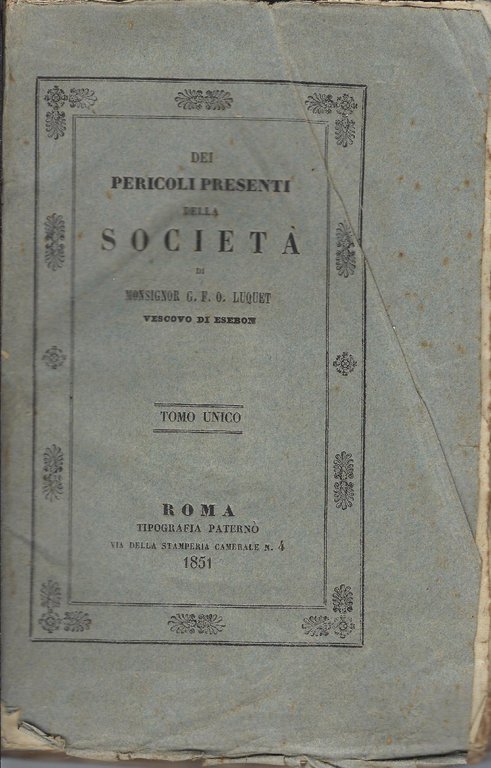 DEI
PERICOLI PRESENTI
DELLA
SOCIETÀ
DI
MONSIGNOR G. F. O. LUQUET
VESCOVO DI ESEBON
TOMO UNICO
ROMA
TIPOGRAFIA PATERNÒ
VIA DELLA STAMPERIA CAMERALE N. 4
1851